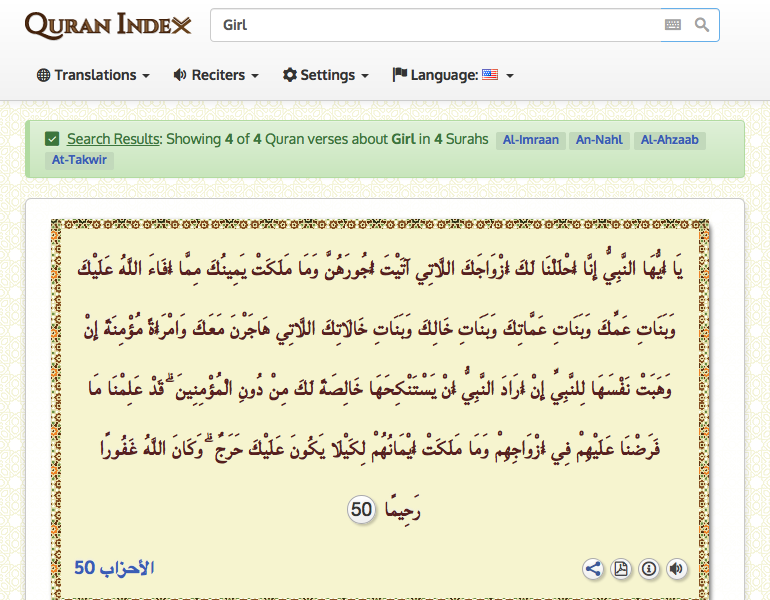 QURAN INDEX
Girl
Translations
Reciters
Settings
Language:
Search Results: Showing 4 of 4 Quran verses about Girl in 4 Surahs Al-Imraan An-Nahl Al-Ahzaab
At-Takwir
يَا أَيُّهَا النَّبِيُّ إِنَّا أَحْلَلْنَا لَكَ أَزْوَاجَكَ اللَّاتِي آتَيْتَ أُجُورَهُنَّ وَمَا مَلَكَتْ يَمِينُكَ مِمَّا أَفَاءَ اللَّهُ عَلَيْكَ
وَبَنَاتِ عَمِّكَ وَبَنَاتِ عَمَّاتِكَ وَبَنَاتِ خَالِكَ وَبَنَاتِ خَالَاتِكَ اللَّاتِي هَاجَرْنَ مَعَكَ وَامْرَأَةً مُؤْمِنَةً إِنْ
وَهَبَتْ نَفْسَهَا لِلنَّبِيِّ إِنْ أَرَادَ النَّبِيُّ أَنْ يَسْتَنْكِحَهَا خَالِصَةً لَكَ مِنْ دُونِ الْمُؤْمِنِينَ ۗ قَدْ عَلِمْنَا مَا
فَرَضْنَا عَلَيْهِمْ فِي أَزْوَاجِهِمْ وَمَا مَلَكَتْ أَيْمَانُهُمْ لِكَيْلَا يَكُونَ عَلَيْكَ حَرَجٌ ۗ وَكَانَ اللَّهُ غَفُورًا
رَحِيمًا 50
الأحزاب 50